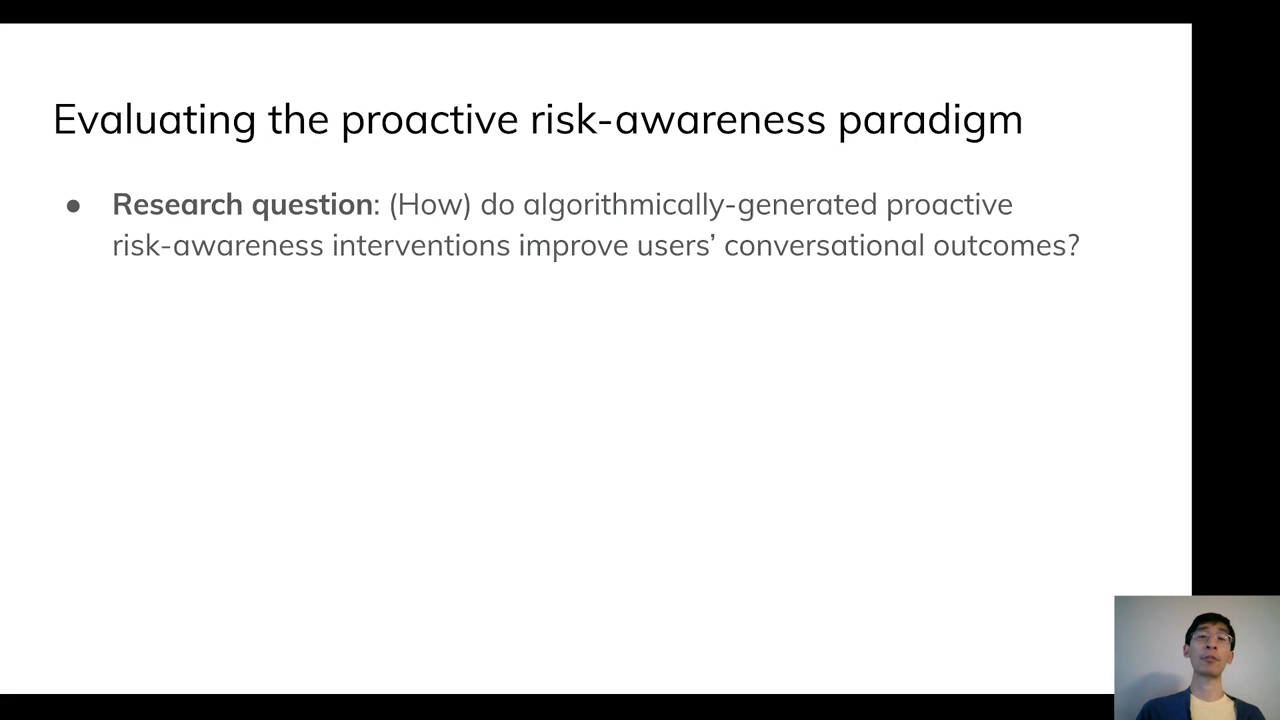 Evaluating the proactive risk-awareness paradigm
● Research question: (How) do algorithmically-generated proactive
risk-awareness interventions improve users’ conversational outcomes?